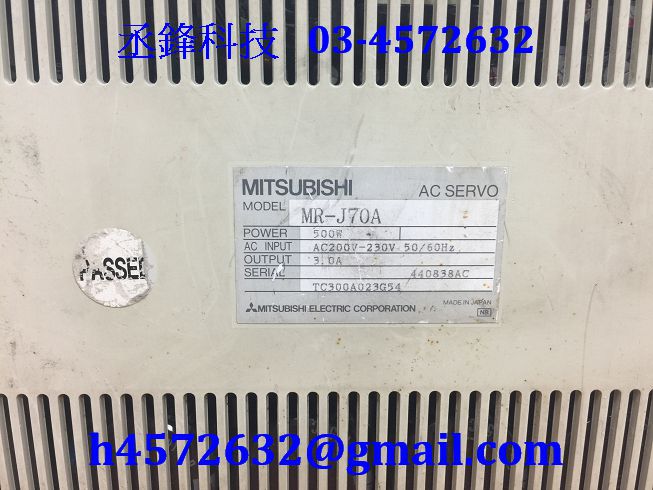 丞鋒科技 03-4572632
MITSUBISHI AC SERVO
MODEL MR-J70A
POWER 500W
AC INPUT AC200V-230V 50/60Hz
OUTPUT 3.0A
SERIAL 440838AC
TC300A023G54
MITSUBISHI ELECTRIC CORPORATION MADE IN JAPAN
NB
PASSED
h4572632@gmail.com